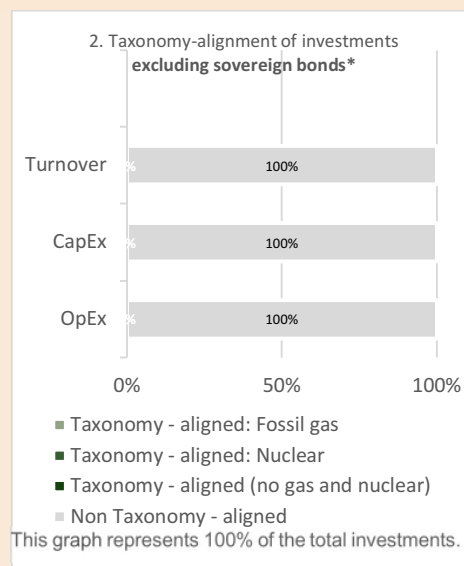 2. Taxonomy-alignment of investments
excluding sovereign bonds*
Turnover
%
100%
CapEx
%
100%
OpEx
%
100%
0%
50%
100%
Taxonomy - aligned: Fossil gas
Taxonomy - aligned: Nuclear
Taxonomy - aligned (no gas and nuclear)
Non Taxonomy - aligned
This graph represents 100% of the total investments.